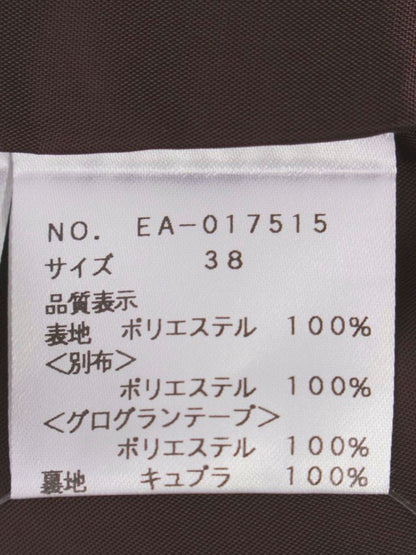 NO. EA-017515
サイズ 38
品質表示
表地 ポリエステル 100%
<別布>
ポリエステル 100%
<グログランテープ>
ポリエステル 100%
裏地 キュプラ 100%